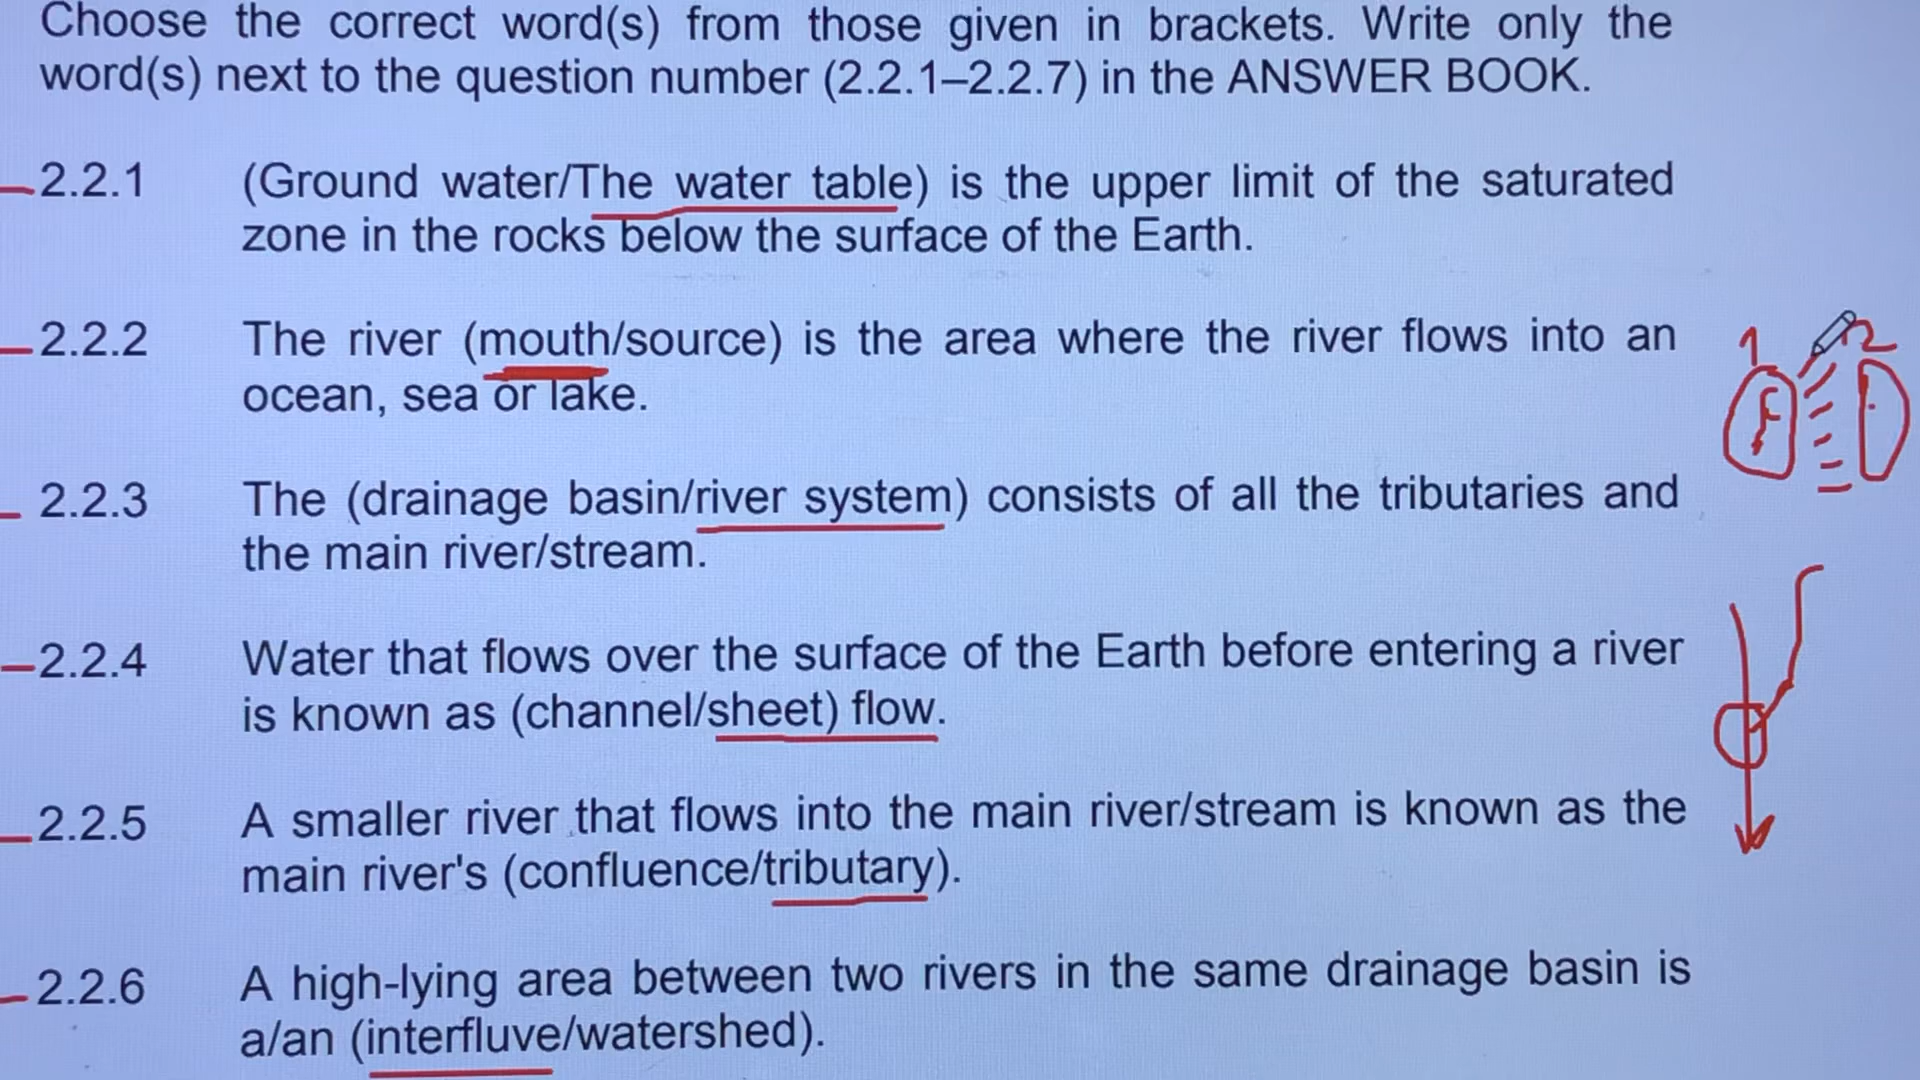 Choose the correct word(s) from those given in brackets. Write only the
word(s) next to the question number (2.2.1–2.2.7) in the ANSWER BOOK.
2.2.1 (Ground water/The water table) is the upper limit of the saturated
zone in the rocks below the surface of the Earth.
2.2.2 The river (mouth/source) is the area where the river flows into an
ocean, sea or lake.
1 2
F
2.2.3 The (drainage basin/river system) consists of all the tributaries and
the main river/stream.
2.2.4 Water that flows over the surface of the Earth before entering a river
is known as (channel/sheet) flow.
2.2.5 A smaller river that flows into the main river/stream is known as the
main river's (confluence/tributary).
2.2.6 A high-lying area between two rivers in the same drainage basin is
a/an (interfluve/watershed).